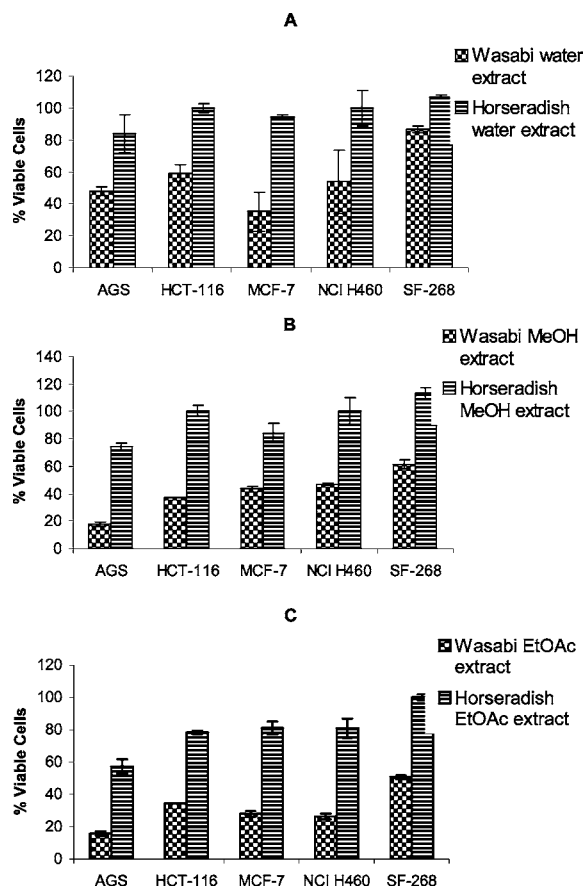 A
Wasabi water
extract
Horseradish
water extract
% Viable Cells
120
100
80
60
40
20
0
AGS HCT-116 MCF-7 NCI H460 SF-268
B
Wasabi MeOH
extract
Horseradish
MeOH extract
% Viable Cells
140
120
100
80
60
40
20
0
AGS HCT-116 MCF-7 NCI H460 SF-268
C
Wasabi EtOAc
extract
Horseradish
EtOAc extract
% Viable Cells
120
100
80
60
40
20
0
AGS HCT-116 MCF-7 NCI H460 SF-268